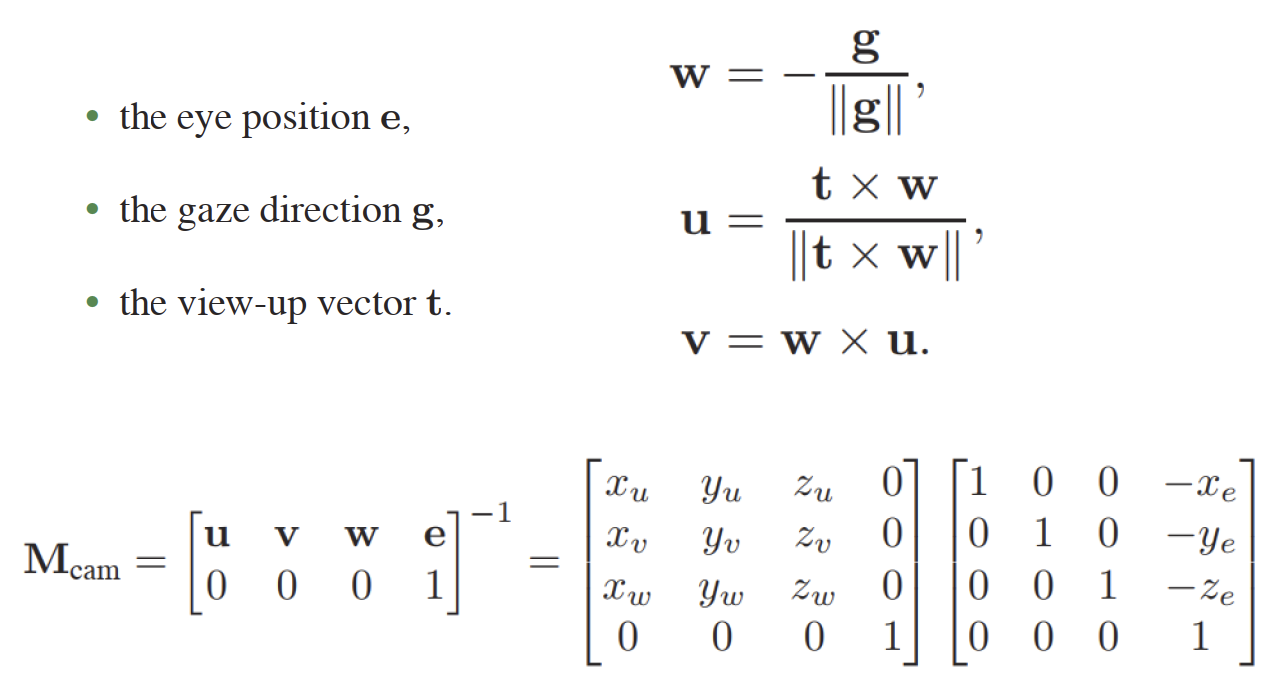 • the eye position e,
• the gaze direction g,
• the view-up vector t.
w = − g / ‖g‖,
u = t × w / ‖t × w‖,
v = w × u.
M_cam = [u v w e; 0 0 0 1]^−1 = [x_u y_u z_u 0; x_v y_v z_v 0; x_w y_w z_w 0; 0 0 0 1] [1 0 0 −x_e; 0 1 0 −y_e; 0 0 1 −z_e; 0 0 0 1]